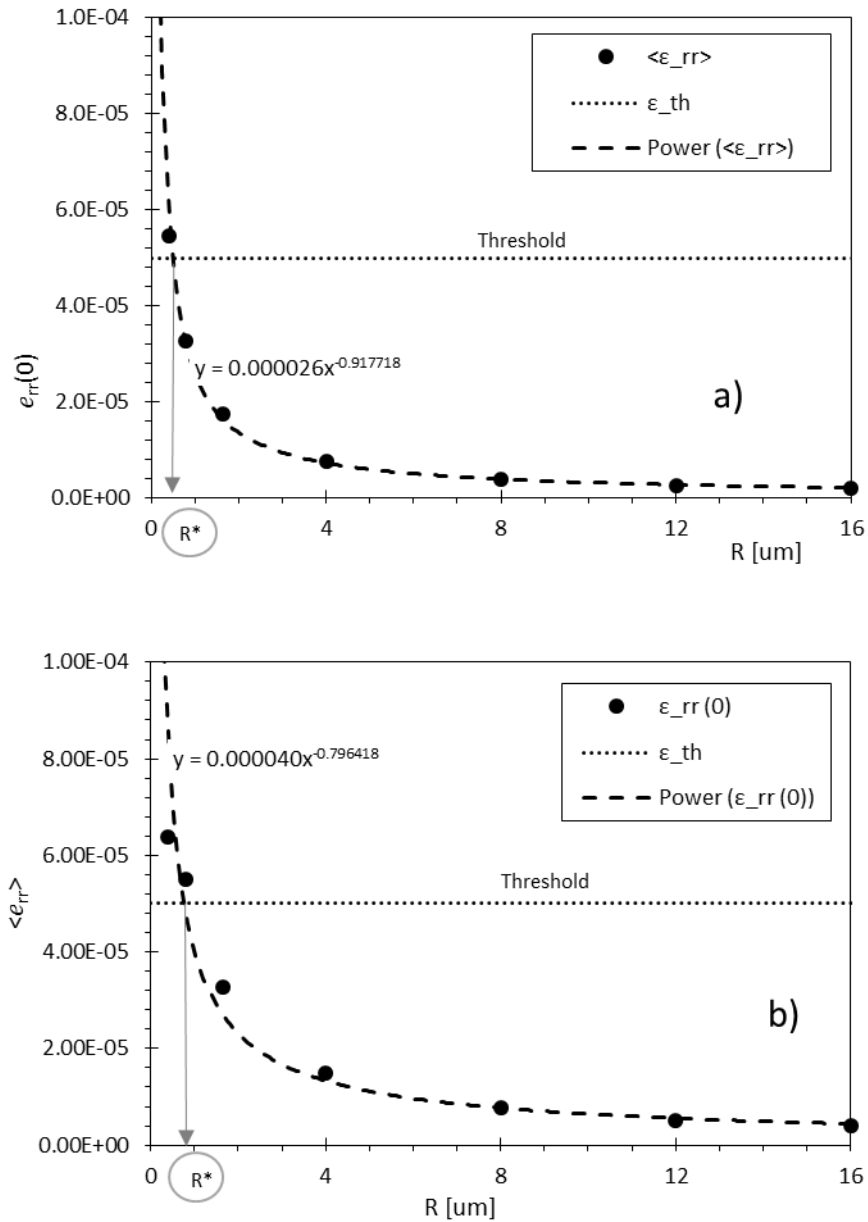 1.0E-04
8.0E-05
6.0E-05
4.0E-05
2.0E-05
0.0E+00
e_rr(0)
<ε_rr>
ε_th
Power (<ε_rr>)
Threshold
y = 0.000026x^-0.917718
a)
0 4 8 12 16
R*
R [um]
1.00E-04
8.00E-05
6.00E-05
4.00E-05
2.00E-05
0.00E+00
<e_rr>
ε_rr (0)
ε_th
Power (ε_rr (0))
y = 0.000040x^-0.796418
Threshold
b)
0 4 8 12 16
R*
R [um]